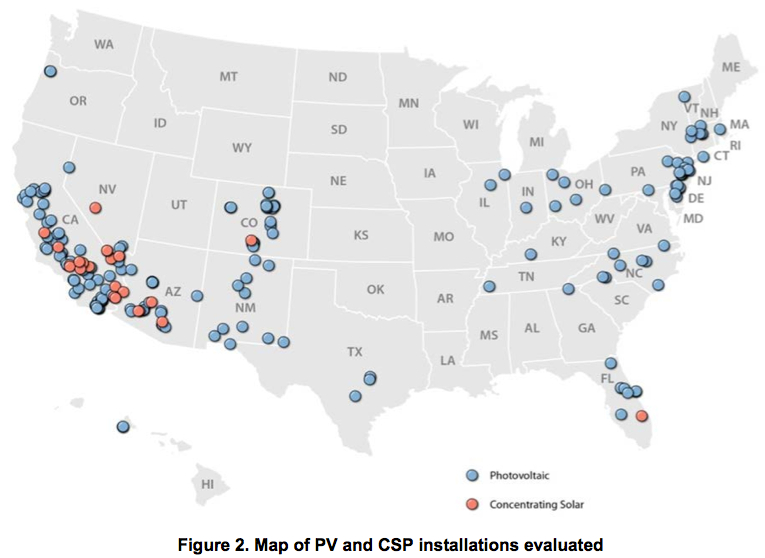 WA
ME
MT
ND
MN
VT
NH
OR
ID
SD
WI
NY
MA
MI
RI
WY
CT
IA
PA
NE
NJ
NV
OH
IL
IN
DE
UT
CO
MD
CA
WV
KS
MO
VA
KY
NC
TN
AZ
OK
NM
AR
SC
MS
AL
GA
TX
LA
FL
HI
Photovoltaic
Concentrating Solar
Figure 2. Map of PV and CSP installations evaluated